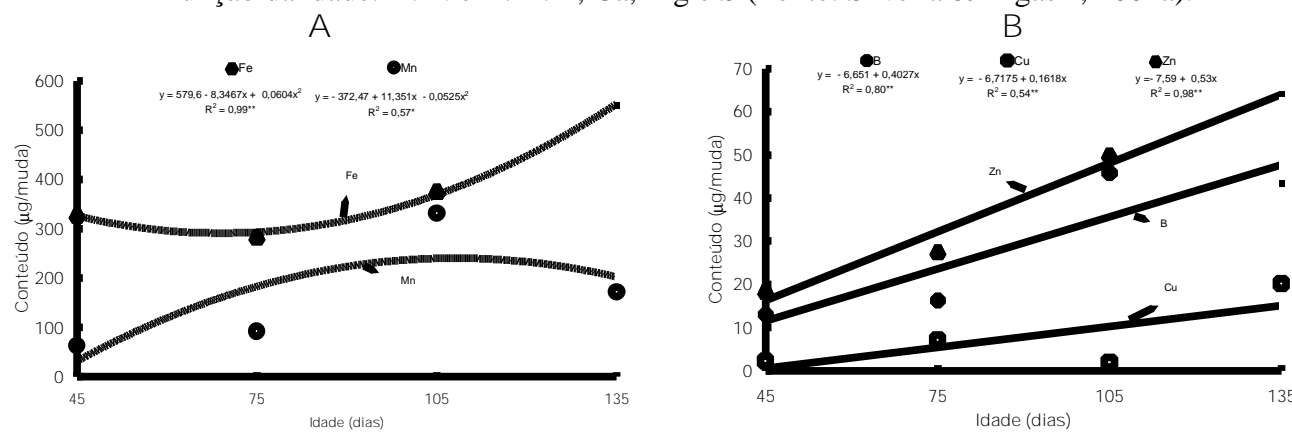 A
B
Fe Mn
y = 579,6 - 8,3467x + 0,0604x² y = - 372,47 + 11,351x - 0,0525x²
R² = 0,99** R² = 0,57*
600
500
400
300
200
100
0
45 75 105 135
Conteúdo (µg/muda)
Idade (dias)
Fe
Mn
B Cu Zn
y = - 6,651 + 0,4027x y = - 6,7175 + 0,1618x y =- 7,59 + 0,53x
R² = 0,80** R² = 0,54** R² = 0,98**
70
60
50
40
30
20
10
0
45 75 105 135
Conteúdo (µg/muda)
Idade (dias)
Zn
B
Cu